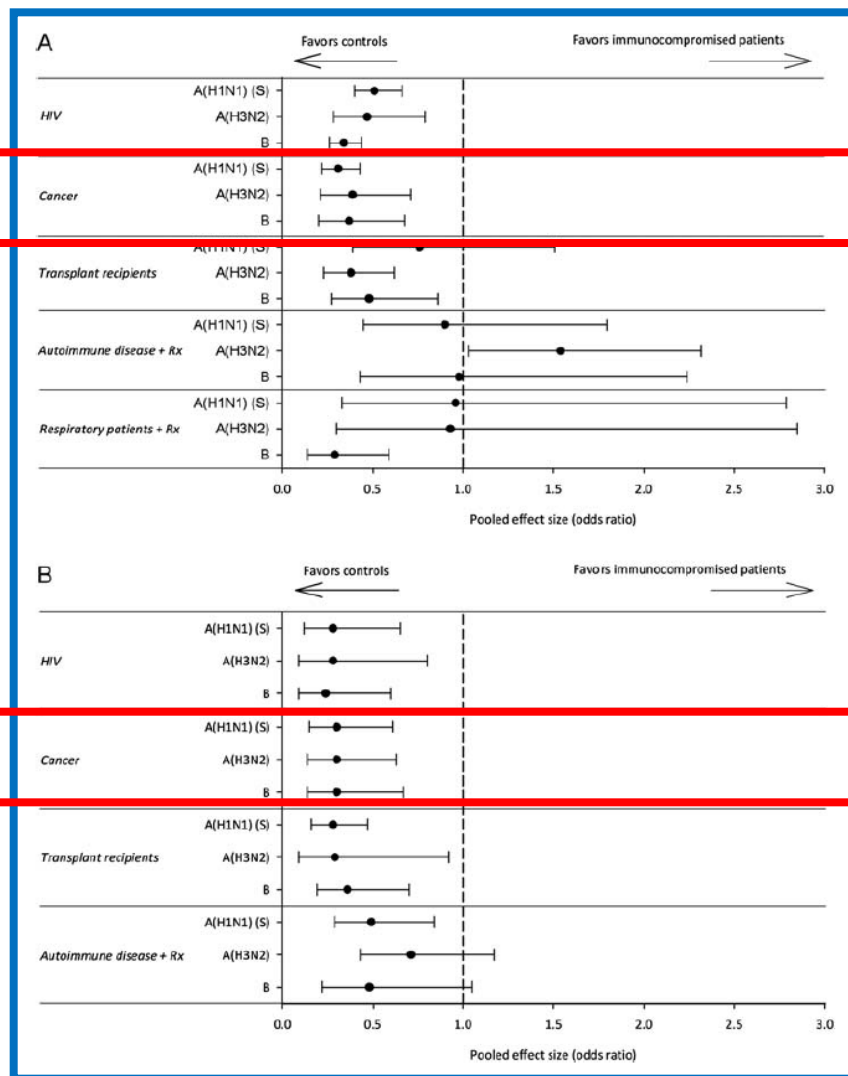 A
Favors controls
Favors immunocompromised patients
A(H1N1) (S)
HIV
A(H3N2)
B
A(H1N1) (S)
Cancer
A(H3N2)
B
A(H1N1) (S)
Transplant recipients
A(H3N2)
B
A(H1N1) (S)
Autoimmune disease + Rx
A(H3N2)
B
A(H1N1) (S)
Respiratory patients + Rx
A(H3N2)
B
0.0 0.5 1.0 1.5 2.0 2.5 3.0
Pooled effect size (odds ratio)
B
Favors controls
Favors immunocompromised patients
A(H1N1) (S)
HIV
A(H3N2)
B
A(H1N1) (S)
Cancer
A(H3N2)
B
A(H1N1) (S)
Transplant recipients
A(H3N2)
B
A(H1N1) (S)
Autoimmune disease + Rx
A(H3N2)
B
0.0 0.5 1.0 1.5 2.0 2.5 3.0
Pooled effect size (odds ratio)